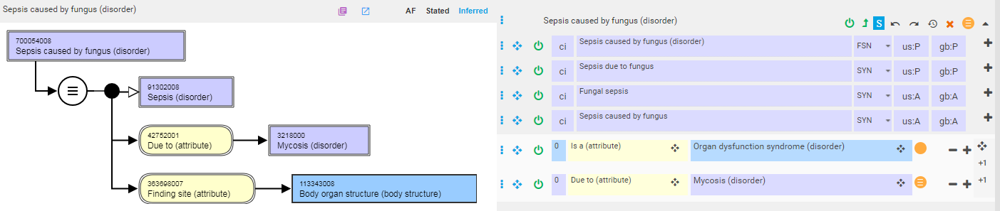 Sepsis caused by fungus (disorder)
AF Stated Inferred
700054008
Sepsis caused by fungus (disorder)
91302008
Sepsis (disorder)
42752001
Due to (attribute)
3218000
Mycosis (disorder)
363698007
Finding site (attribute)
113343008
Body organ structure (body structure)
Sepsis caused by fungus (disorder)
S
ci Sepsis caused by fungus (disorder) FSN us:P gb:P
ci Sepsis due to fungus SYN us:P gb:P
ci Fungal sepsis SYN us:A gb:A
ci Sepsis caused by fungus SYN us:A gb:A
0 Is a (attribute) Organ dysfunction syndrome (disorder)
+1
0 Due to (attribute) Mycosis (disorder) +1